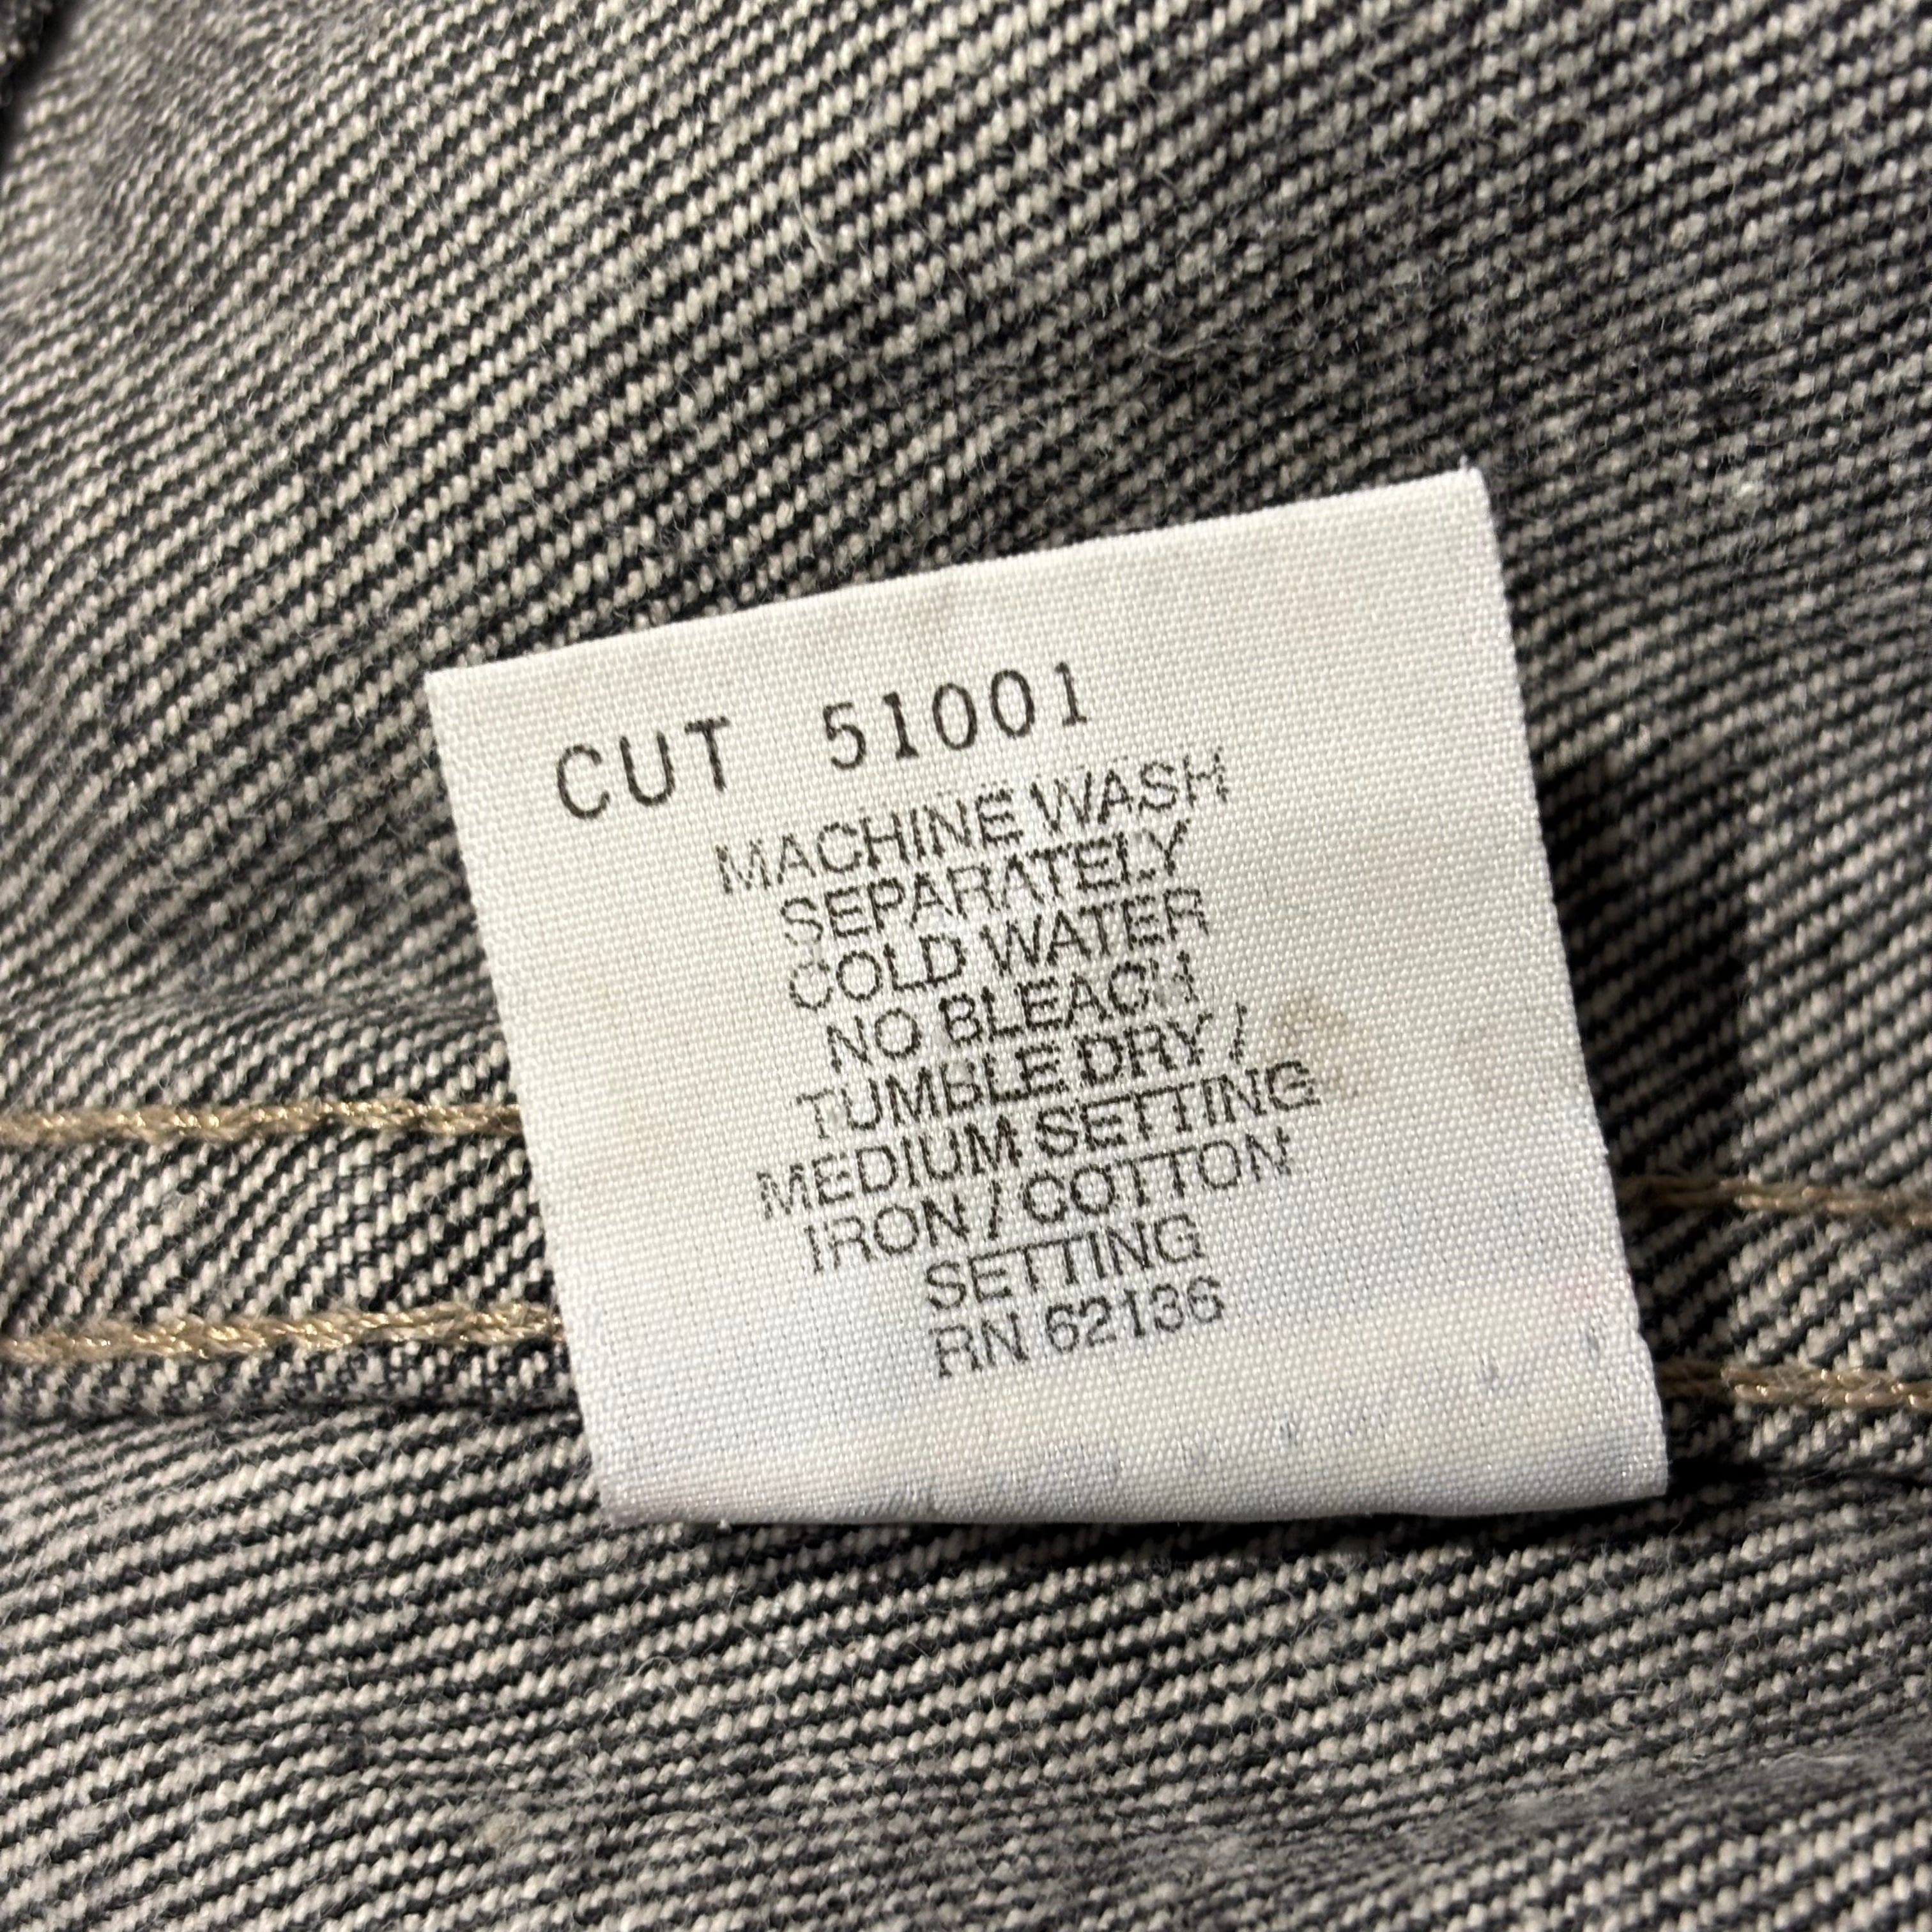 CUT 51001
MACHINE WASH
SEPARATELY
COLD WATER
NO BLEACH
TUMBLE DRY /
MEDIUM SETTING
IRON / COTTON
SETTING
RN 62136